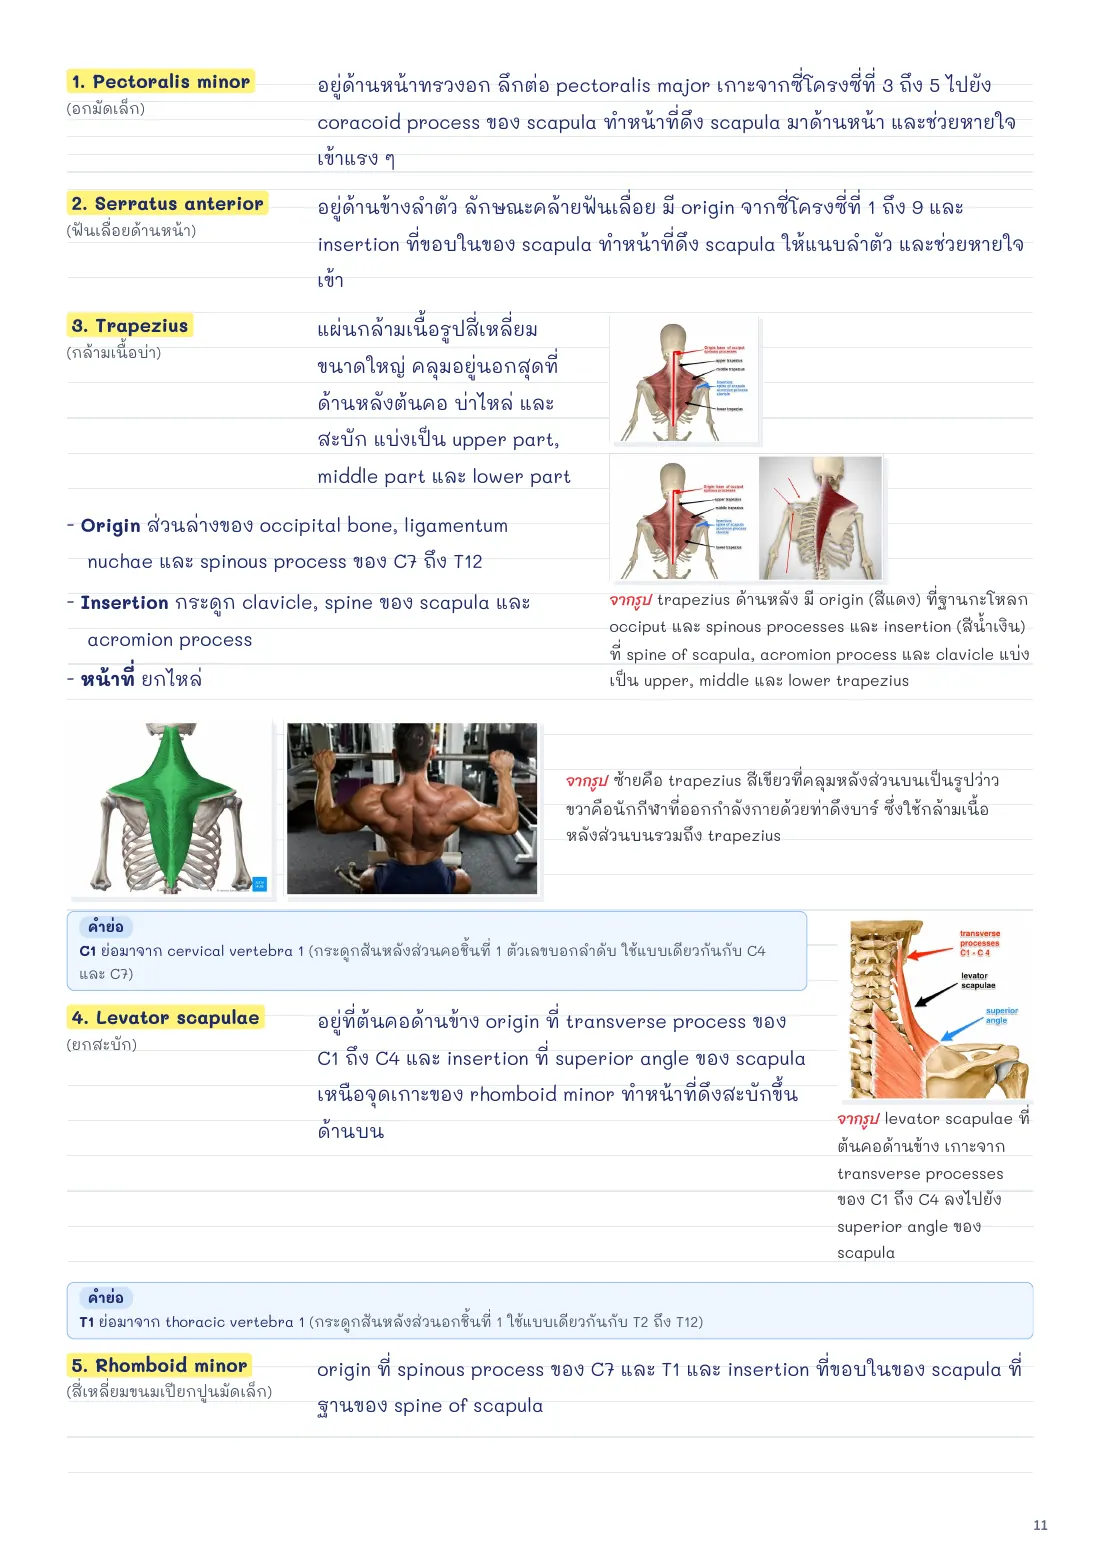 1. Pectoralis minor
(อกมัดเล็ก)
อยู่ด้านหน้าทรวงอก ลึกต่อ pectoralis major เกาะจากซี่โครงซี่ที่ 3 ถึง 5 ไปยัง
coracoid process ของ scapula ทำหน้าที่ดึง scapula มาด้านหน้า และช่วยหายใจ
เข้าแรง ๆ
2. Serratus anterior
(ฟันเลื่อยด้านหน้า)
อยู่ด้านข้างลำตัว ลักษณะคล้ายฟันเลื่อย มี origin จากซี่โครงซี่ที่ 1 ถึง 9 และ
insertion ที่ขอบในของ scapula ทำหน้าที่ดึง scapula ให้แนบลำตัว และช่วยหายใจ
เข้า
3. Trapezius
(กล้ามเนื้อบ่า)
แผ่นกล้ามเนื้อรูปสี่เหลี่ยม
ขนาดใหญ่ คลุมอยู่นอกสุดที่
ด้านหลังต้นคอ บ่าไหล่ และ
สะบัก แบ่งเป็น upper part,
middle part และ lower part
Origin: base of occiput
spinous processes
upper trapezius
middle trapezius
insertion:
spine of scapula
acromion process
clavicle
lower trapezius
Origin: base of occiput
spinous processes
upper trapezius
middle trapezius
insertion:
spine of scapula
acromion process
clavicle
lower trapezius
- Origin ส่วนล่างของ occipital bone, ligamentum
nuchae และ spinous process ของ C7 ถึง T12
- Insertion กระดูก clavicle, spine ของ scapula และ
acromion process
- หน้าที่ ยกไหล่
จากรูป trapezius ด้านหลัง มี origin (สีแดง) ที่ฐานกะโหลก
occiput และ spinous processes และ insertion (สีน้ำเงิน)
ที่ spine of scapula, acromion process และ clavicle แบ่ง
เป็น upper, middle และ lower trapezius
จากรูป ซ้ายคือ trapezius สีเขียวที่คลุมหลังส่วนบนเป็นรูปว่าว
ขวาคือนักกีฬาที่ออกกำลังกายด้วยท่าดึงบาร์ ซึ่งใช้กล้ามเนื้อ
หลังส่วนบนรวมถึง trapezius
คำย่อ
C1 ย่อมาจาก cervical vertebra 1 (กระดูกสันหลังส่วนคอชิ้นที่ 1 ตัวเลขบอกลำดับ ใช้แบบเดียวกันกับ C4
และ C7)
transverse
processes
C1 - C 4
levator
scapulae
superior
angle
4. Levator scapulae
(ยกสะบัก)
อยู่ที่ต้นคอด้านข้าง origin ที่ transverse process ของ
C1 ถึง C4 และ insertion ที่ superior angle ของ scapula
เหนือจุดเกาะของ rhomboid minor ทำหน้าที่ดึงสะบักขึ้น
ด้านบน
จากรูป levator scapulae ที่
ต้นคอด้านข้าง เกาะจาก
transverse processes
ของ C1 ถึง C4 ลงไปยัง
superior angle ของ
scapula
คำย่อ
T1 ย่อมาจาก thoracic vertebra 1 (กระดูกสันหลังส่วนอกชิ้นที่ 1 ใช้แบบเดียวกันกับ T2 ถึง T12)
5. Rhomboid minor
(สี่เหลี่ยมขนมเปียกปูนมัดเล็ก)
origin ที่ spinous process ของ C7 และ T1 และ insertion ที่ขอบในของ scapula ที่
ฐานของ spine of scapula
11